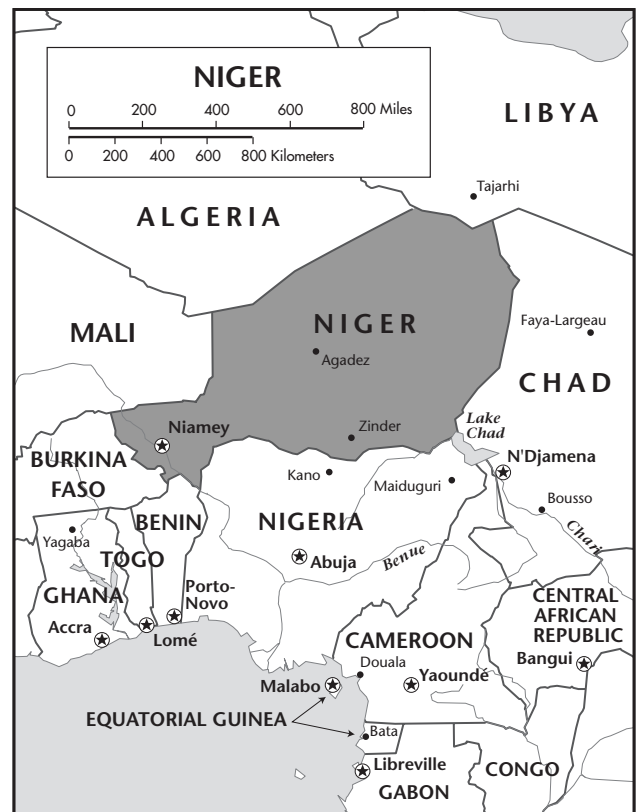 NIGER
0 200 400 600 800 Miles
0 200 400 600 800 Kilometers
LIBYA
Tajarhi
ALGERIA
NIGER
MALI
Faya-Largeau
Agadez
CHAD
Niamey
Zinder
Lake
Chad
BURKINA
FASO
N'Djamena
Kano
Maiduguri
Bousso
BENIN
NIGERIA
Yagaba
TOGO
Abuja
Benue
Chari
GHANA
Porto-
Novo
CENTRAL
AFRICAN
REPUBLIC
Accra
Lomé
CAMEROON
Bangui
Douala
Malabo
Yaoundé
EQUATORIAL GUINEA
Bata
Libreville
CONGO
GABON